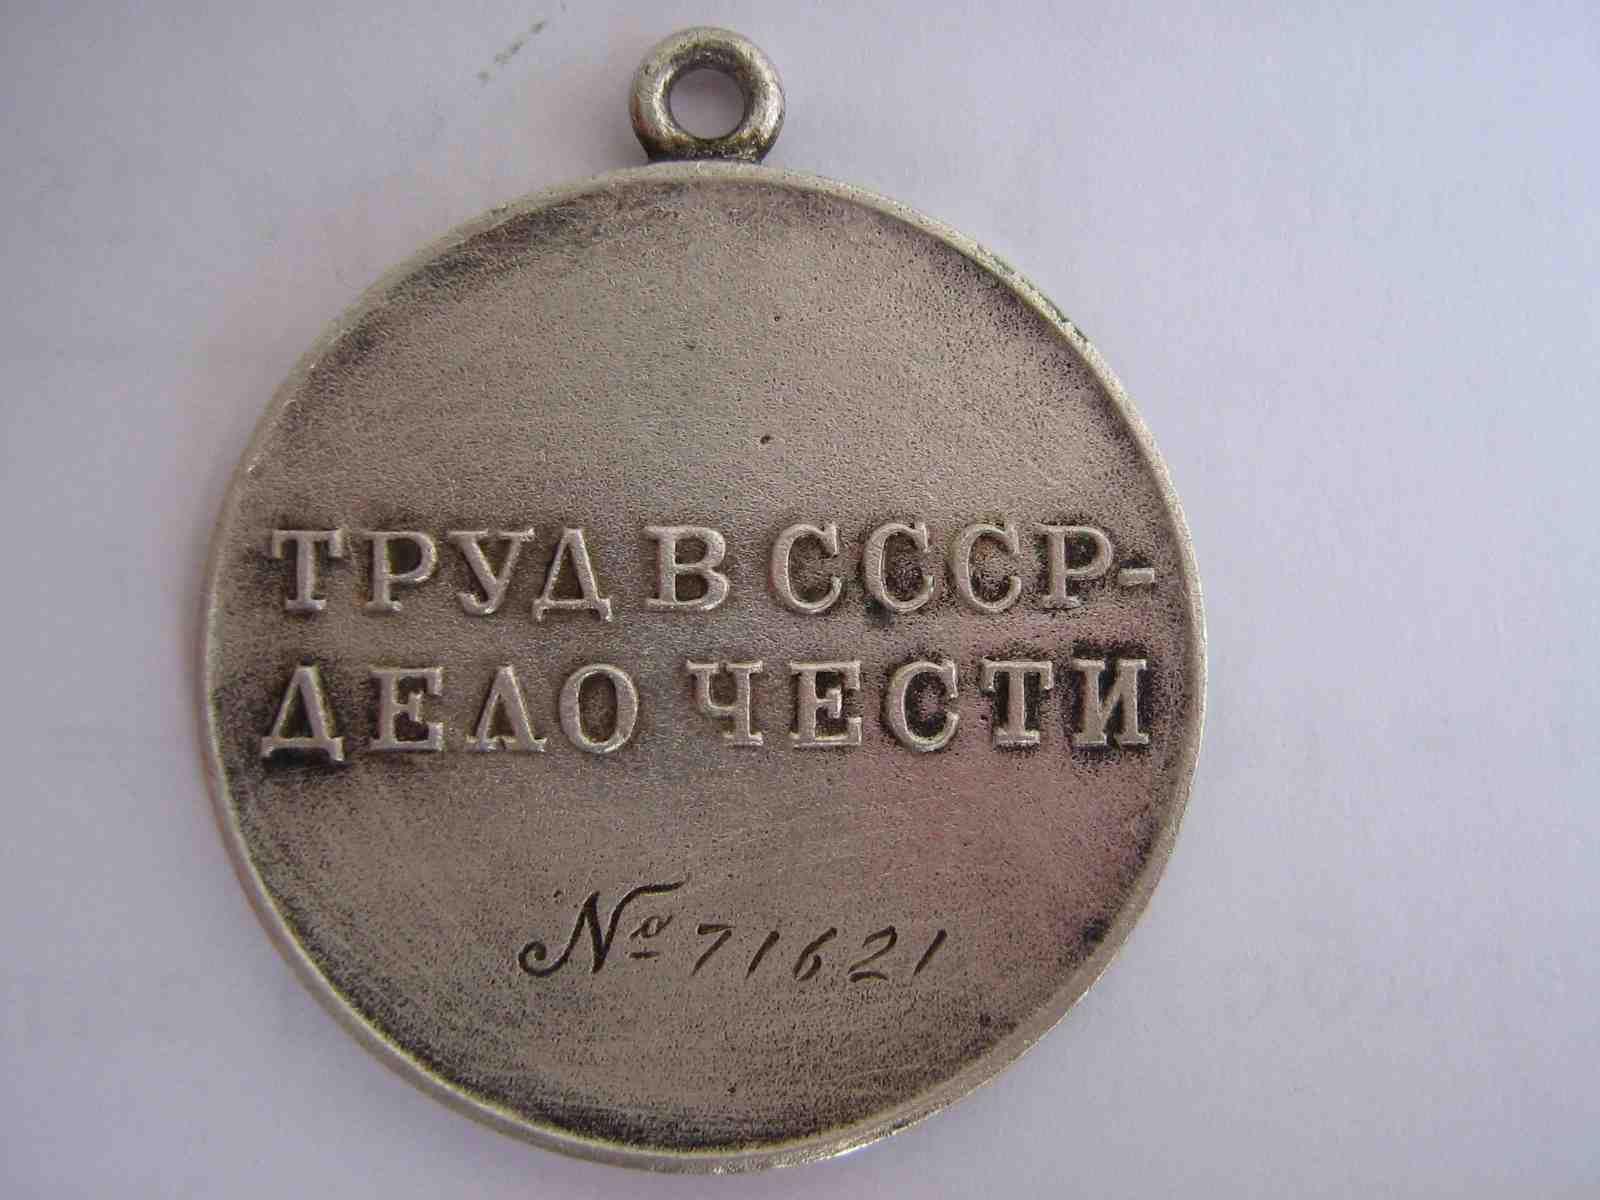 ТРУД В СССР-
ДЕЛО ЧЕСТИ
№ 71621